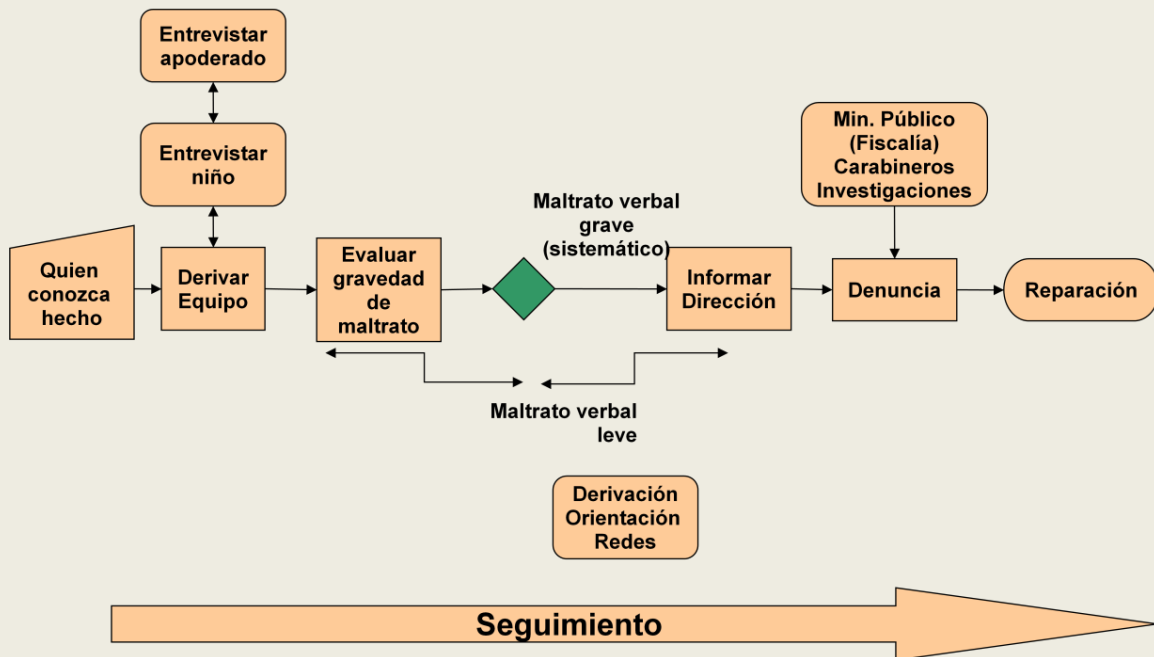 Entrevistar
apoderado
Entrevistar
niño
Quien
conozca
hecho
Derivar
Equipo
Evaluar
gravedad
de
maltrato
Maltrato verbal
grave
(sistemático)
Maltrato verbal
leve
Informar
Dirección
Min. Público
(Fiscalía)
Carabineros
Investigaciones
Denuncia
Reparación
Derivación
Orientación
Redes
Seguimiento